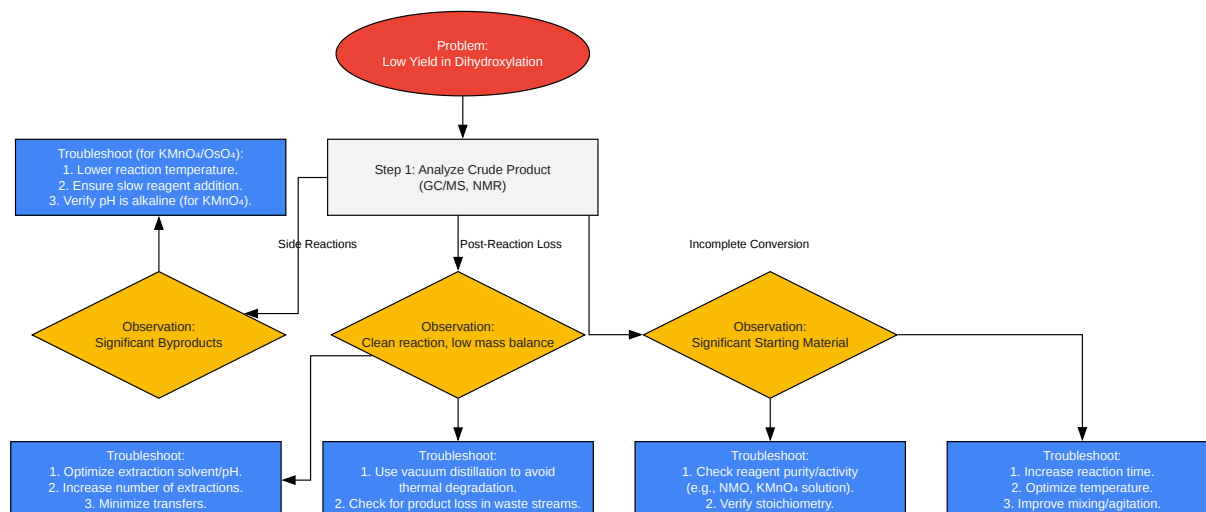 Problem:
Low Yield in Dihydroxylation
Troubleshoot (for KMnO₄/OsO₄):
1. Lower reaction temperature.
2. Ensure slow reagent addition.
3. Verify pH is alkaline (for KMnO₄).
Step 1: Analyze Crude Product
(GC/MS, NMR)
Side Reactions
Post-Reaction Loss
Incomplete Conversion
Observation:
Significant Byproducts
Observation:
Clean reaction, low mass balance
Observation:
Significant Starting Material
Troubleshoot:
1. Optimize extraction solvent/pH.
2. Increase number of extractions.
3. Minimize transfers.
Troubleshoot:
1. Use vacuum distillation to avoid
thermal degradation.
2. Check for product loss in waste streams.
Troubleshoot:
1. Check reagent purity/activity
(e.g., NMO, KMnO₄ solution).
2. Verify stoichiometry.
Troubleshoot:
1. Increase reaction time.
2. Optimize temperature.
3. Improve mixing/agitation.